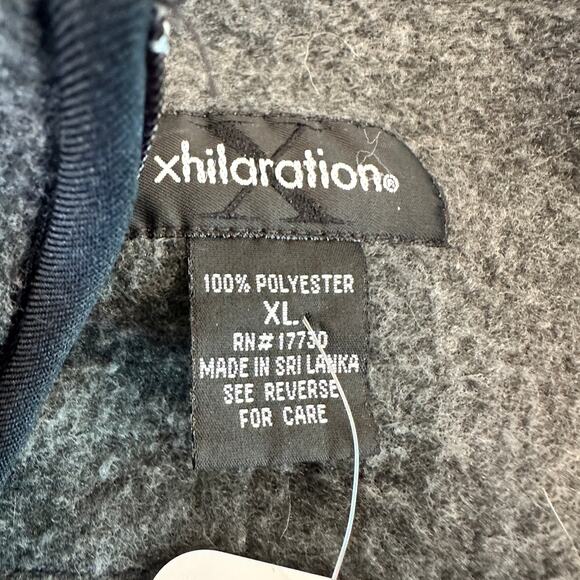 xhilaration®
100% POLYESTER
XL
RN#17730
MADE IN SRI LANKA
SEE REVERSE
FOR CARE